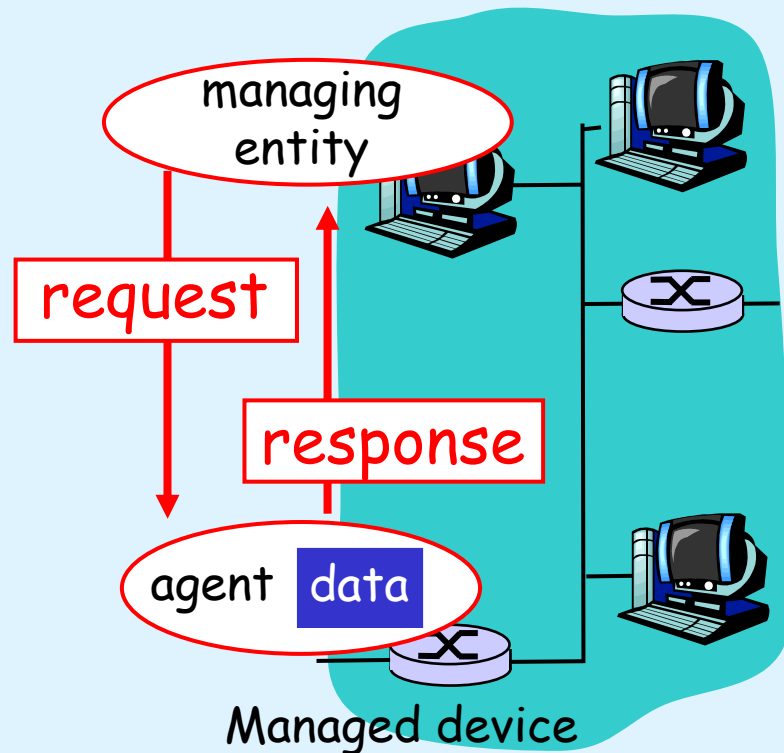 managing
entity
request
response
agent data
Managed device